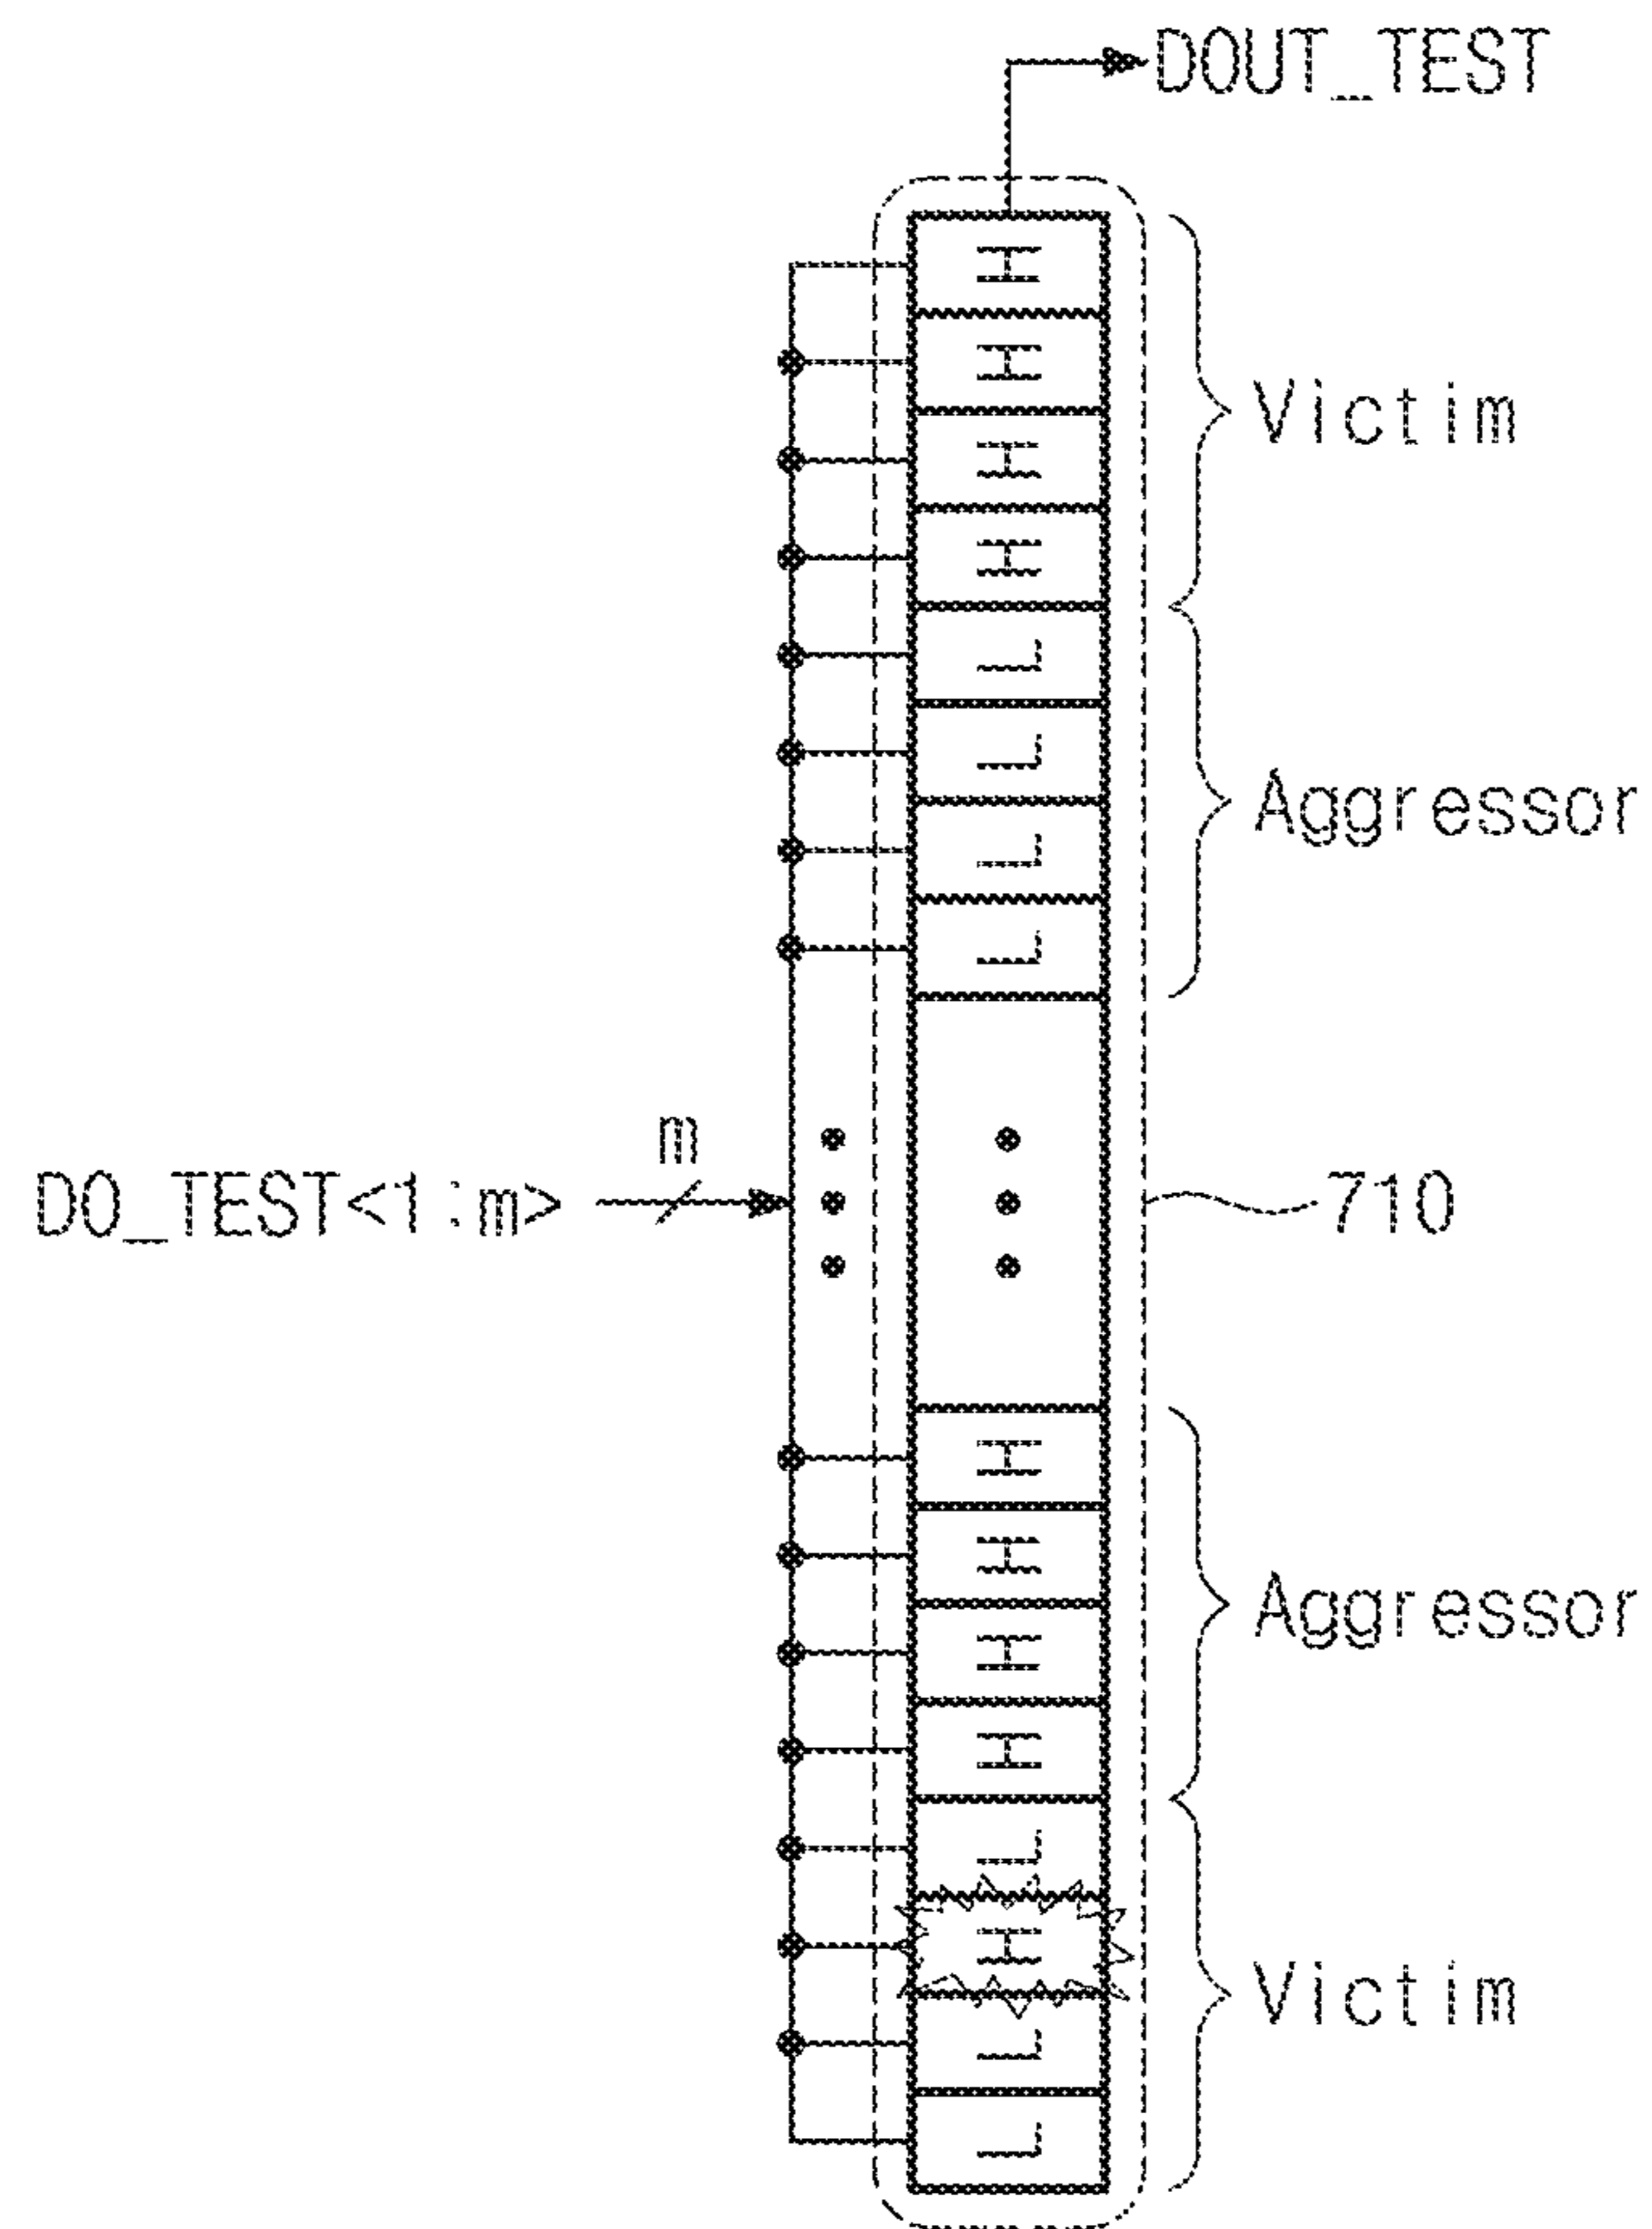 DOUT_TEST
H
H
Victim
H
H
L
L
Aggressor
L
L
m
DO_TEST<1:m>
710
H
H
Aggressor
H
H
L
H
Victim
L
L